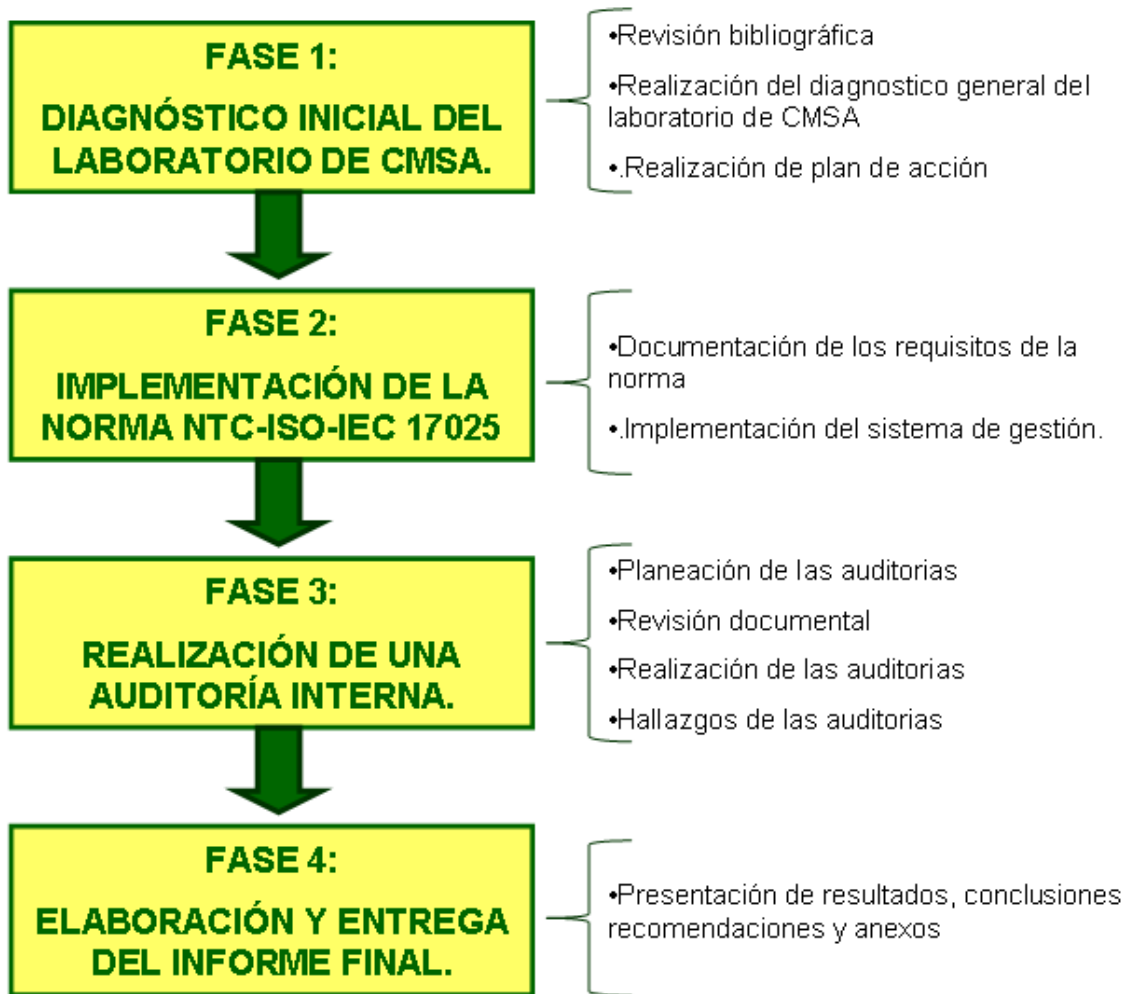 FASE 1:
DIAGNÓSTICO INICIAL DEL
LABORATORIO DE CMSA.
•Revisión bibliográfica
•Realización del diagnostico general del
laboratorio de CMSA
•.Realización de plan de acción
FASE 2:
IMPLEMENTACIÓN DE LA
NORMA NTC-ISO-IEC 17025
•Documentación de los requisitos de la
norma
•.Implementación del sistema de gestión.
FASE 3:
REALIZACIÓN DE UNA
AUDITORÍA INTERNA.
•Planeación de las auditorias
•Revisión documental
•Realización de las auditorias
•Hallazgos de las auditorias
FASE 4:
ELABORACIÓN Y ENTREGA
DEL INFORME FINAL.
•Presentación de resultados, conclusiones
recomendaciones y anexos